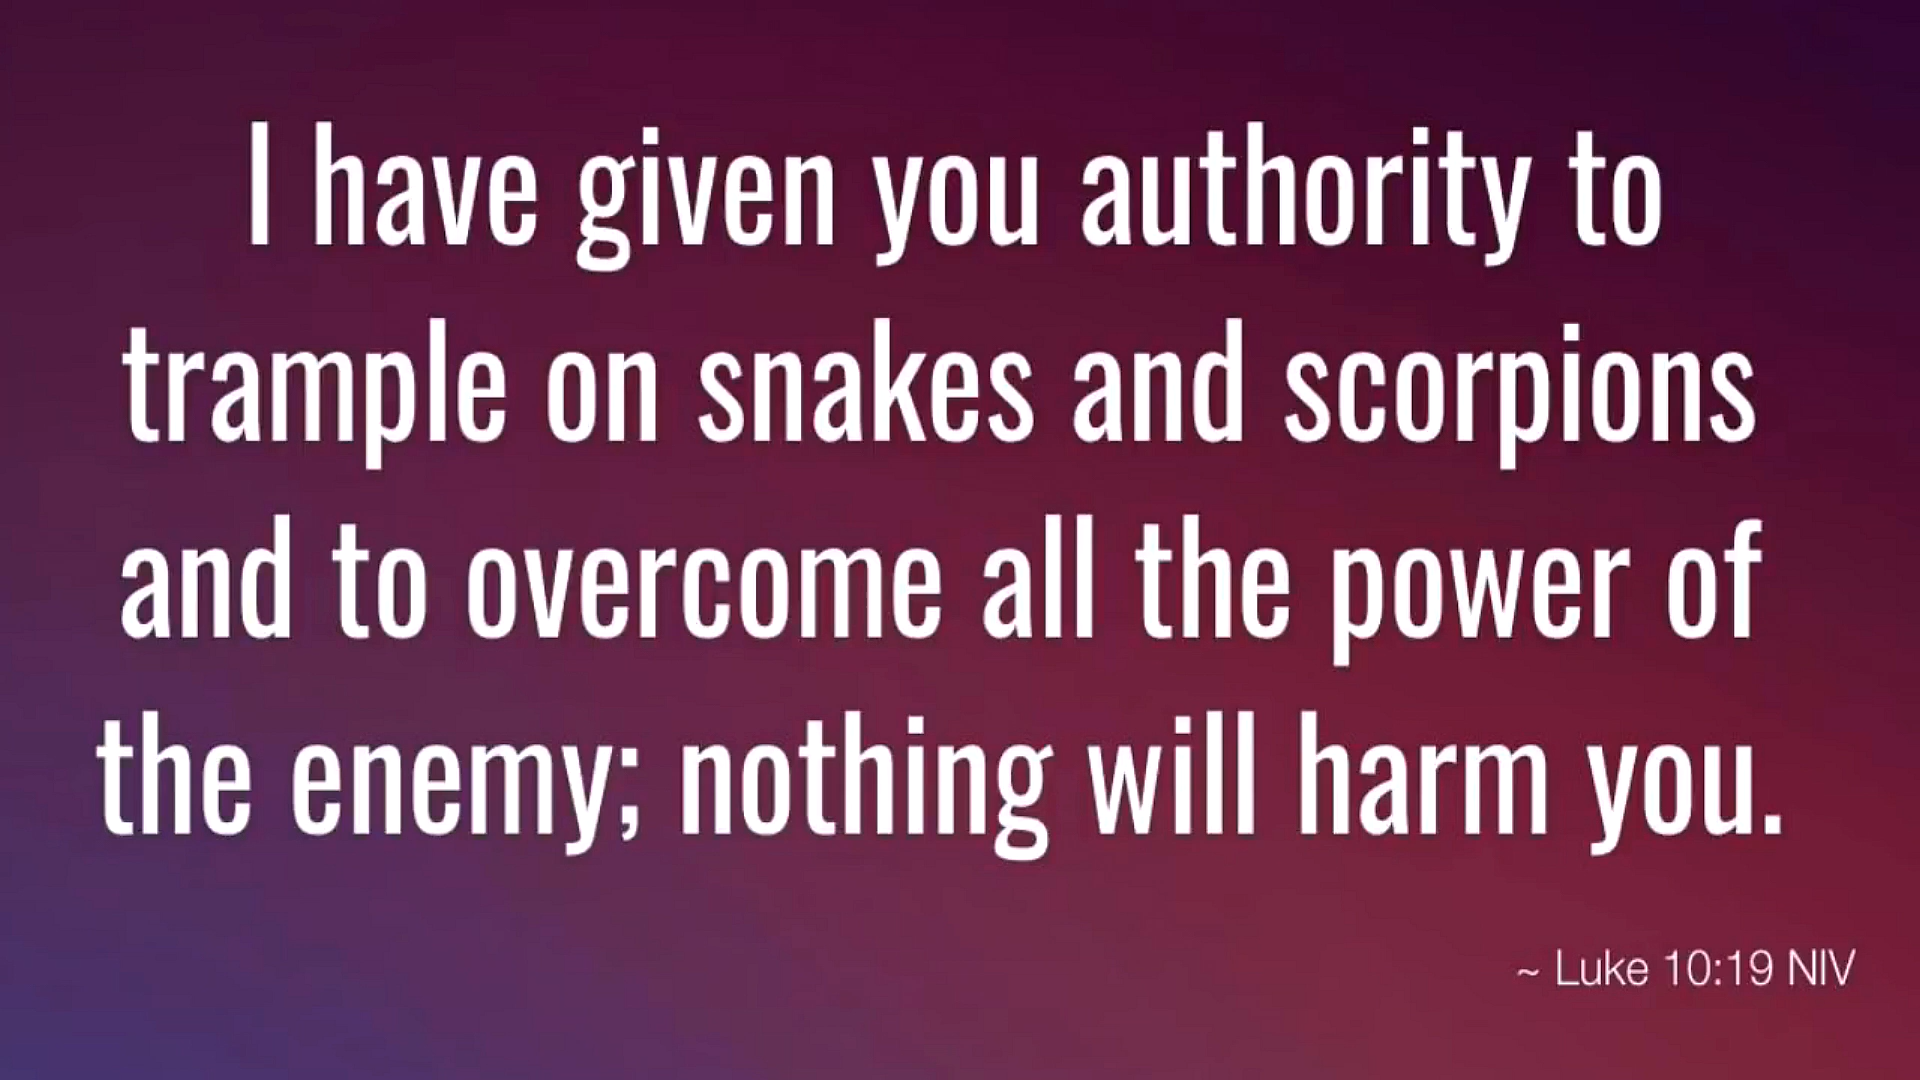 I have given you authority to
trample on snakes and scorpions
and to overcome all the power of
the enemy; nothing will harm you.
~ Luke 10:19 NIV